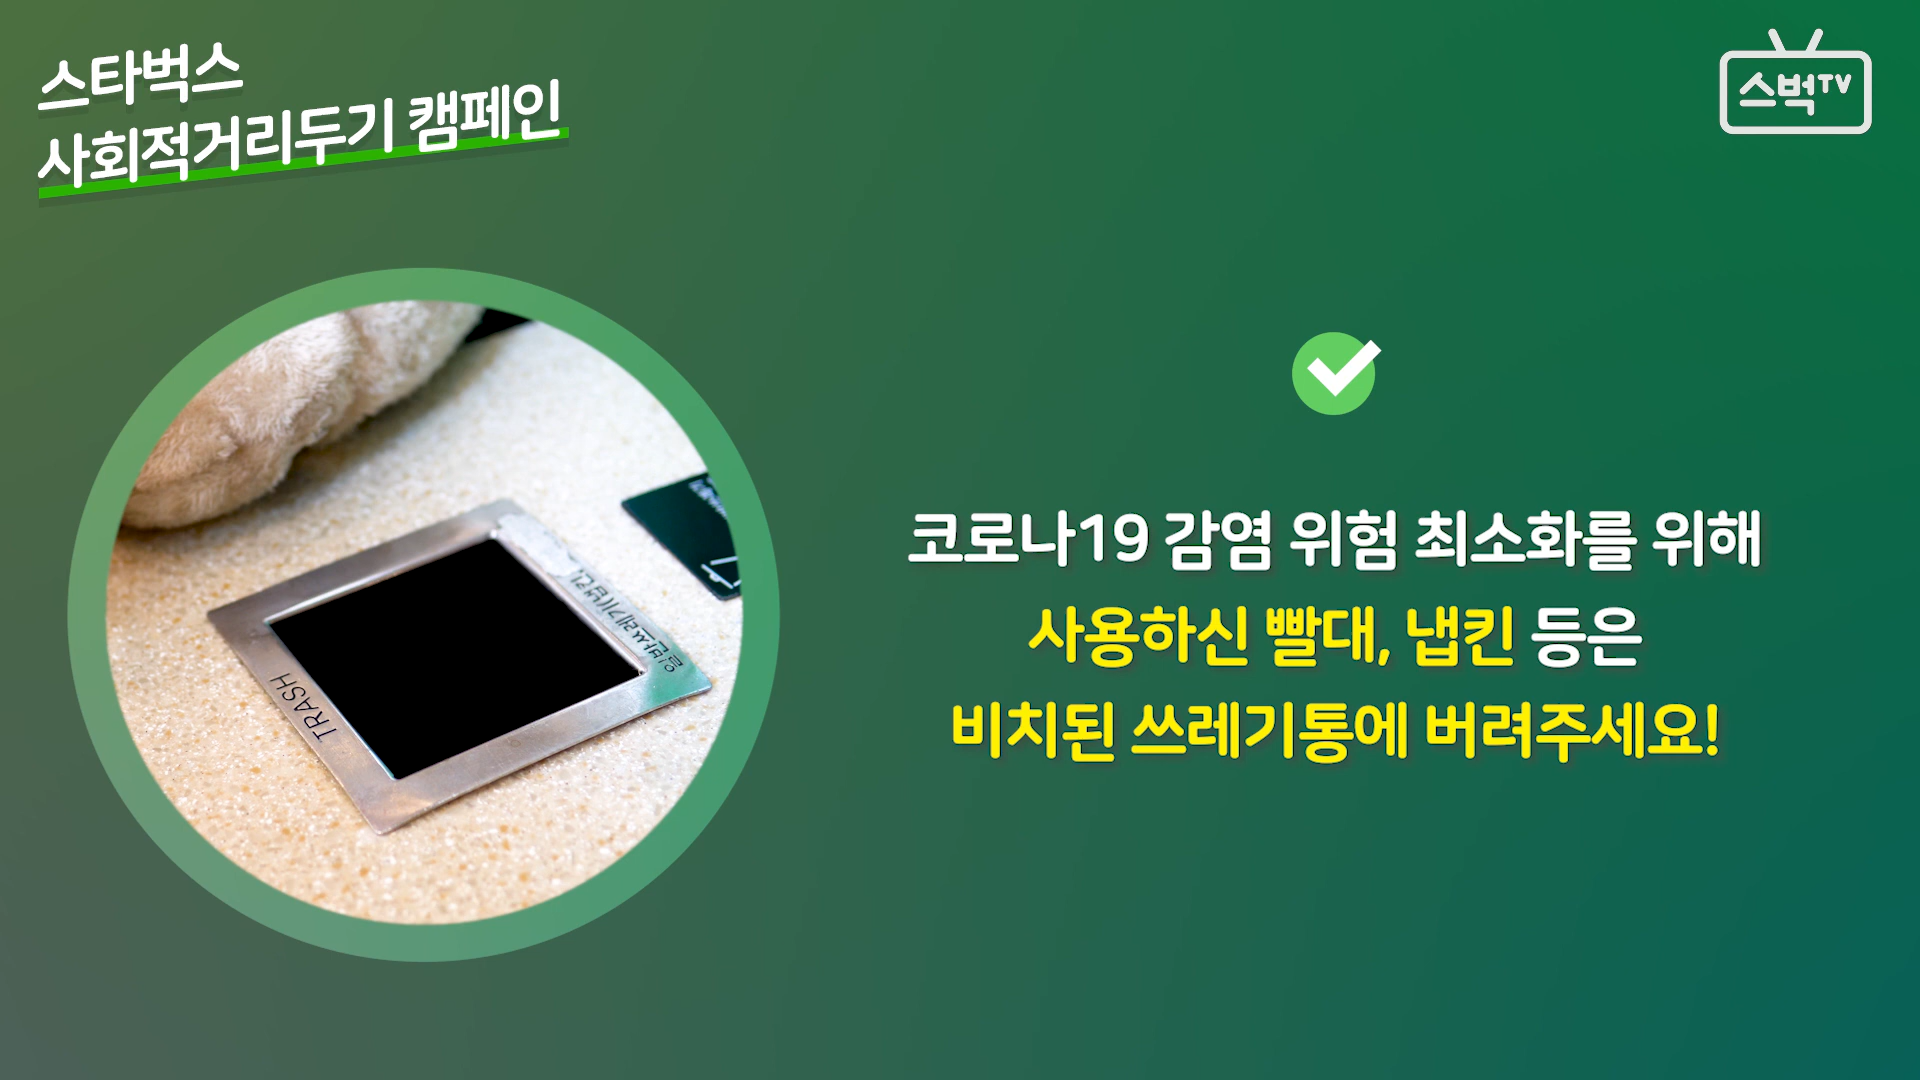 스타벅스
사회적거리두기 캠페인
스벅TV
코로나19 감염 위험 최소화를 위해
사용하신 빨대, 냅킨 등은
비치된 쓰레기통에 버려주세요!
TRASH